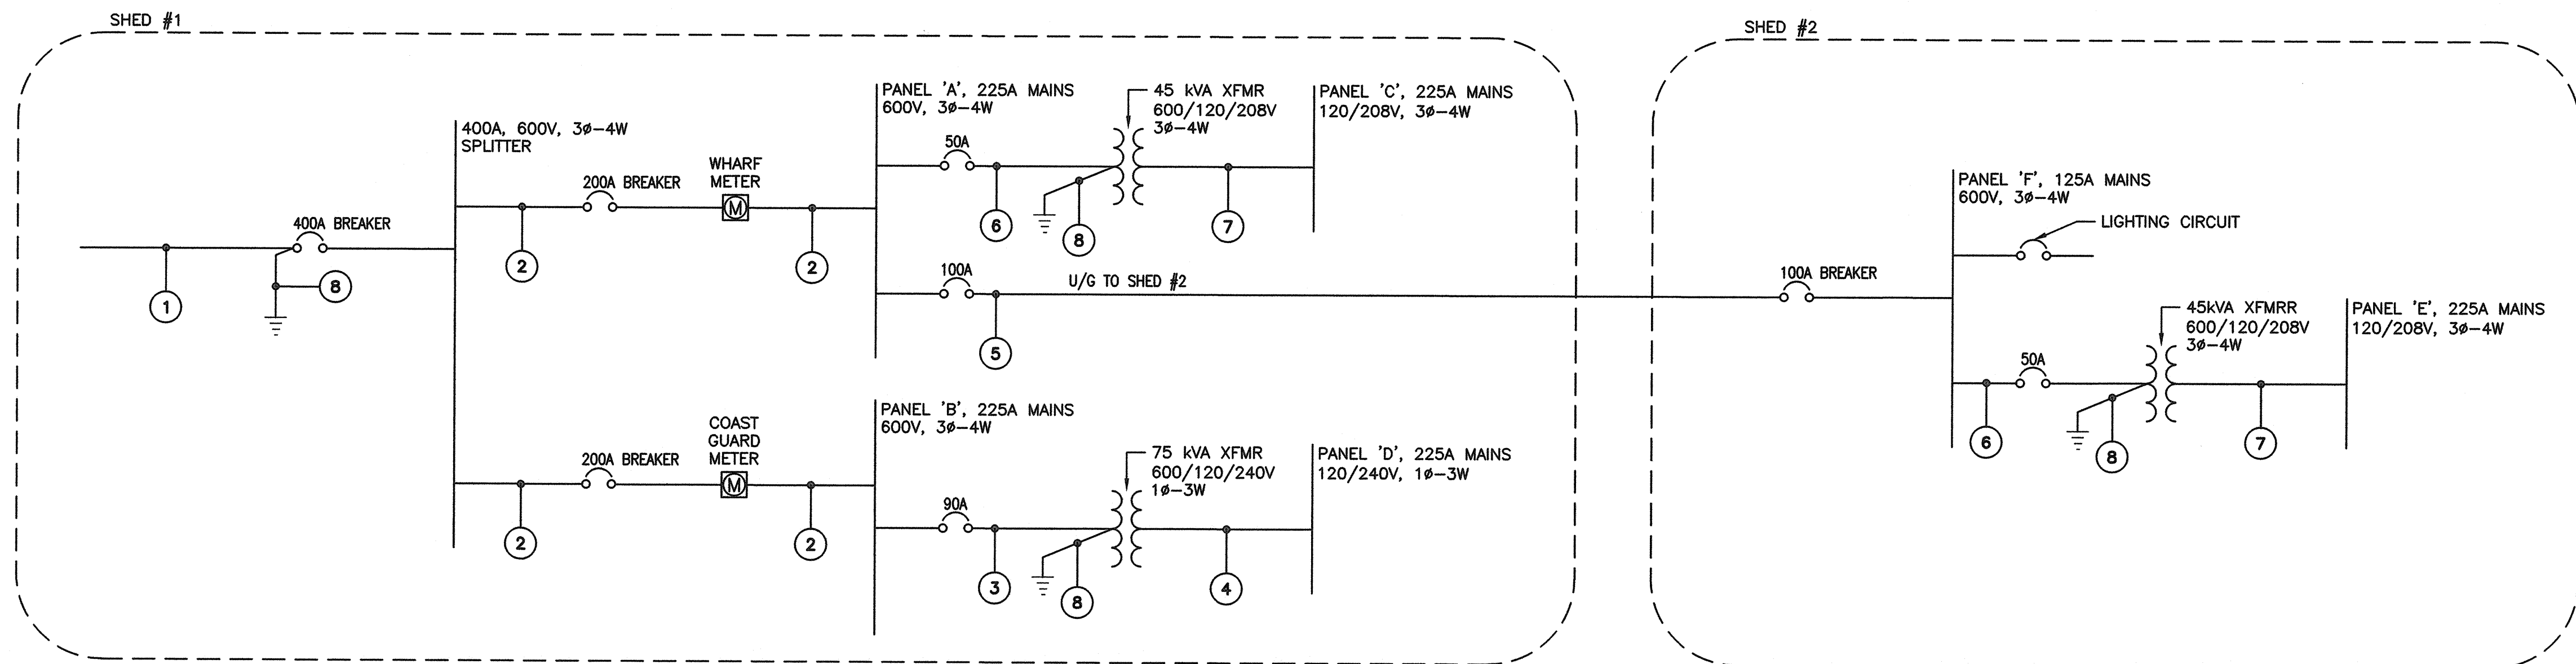 SHED #1
SHED #2
PANEL 'A', 225A MAINS
600V, 3ø-4W
45 kVA XFMR
600/120/208V
3ø-4W
PANEL 'C', 225A MAINS
120/208V, 3ø-4W
400A, 600V, 3ø-4W
SPLITTER
50A
WHARF
METER
200A BREAKER
M
PANEL 'F', 125A MAINS
600V, 3ø-4W
LIGHTING CIRCUIT
400A BREAKER
6
8
7
2
2
8
1
100A
U/G TO SHED #2
100A BREAKER
5
45kVA XFMRR
600/120/208V
3ø-4W
PANEL 'E', 225A MAINS
120/208V, 3ø-4W
50A
6
8
7
PANEL 'B', 225A MAINS
600V, 3ø-4W
COAST
GUARD
METER
200A BREAKER
M
75 kVA XFMR
600/120/240V
1ø-3W
PANEL 'D', 225A MAINS
120/240V, 1ø-3W
90A
2
2
3
8
4